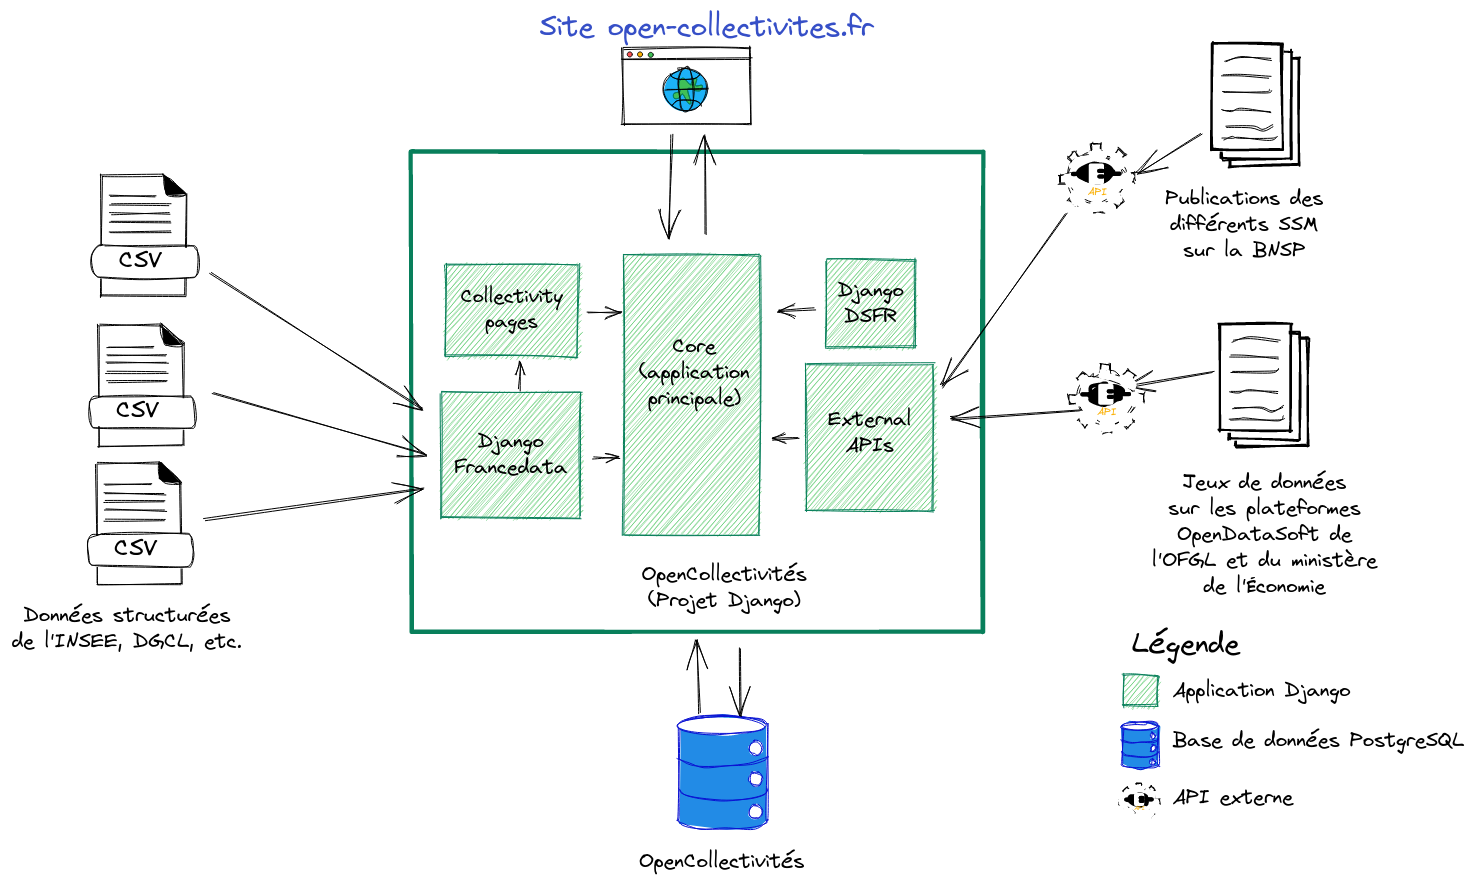 Site open-collectivites.fr
CSV
CSV
CSV
Données structurées
de l'INSEE, DGCL, etc.
Collectivity
pages
Django
Francedata
Core
(application
principale)
Django
DSFR
External
APIs
OpenCollectivités
(Projet Django)
OpenCollectivités
API
Publications des
différents SSM
sur la BNSP
API
Jeux de données
sur les plateformes
OpenDataSoft de
l'OFGL et du ministère
de l'Économie
Légende
Application Django
Base de données PostgreSQL
API externe